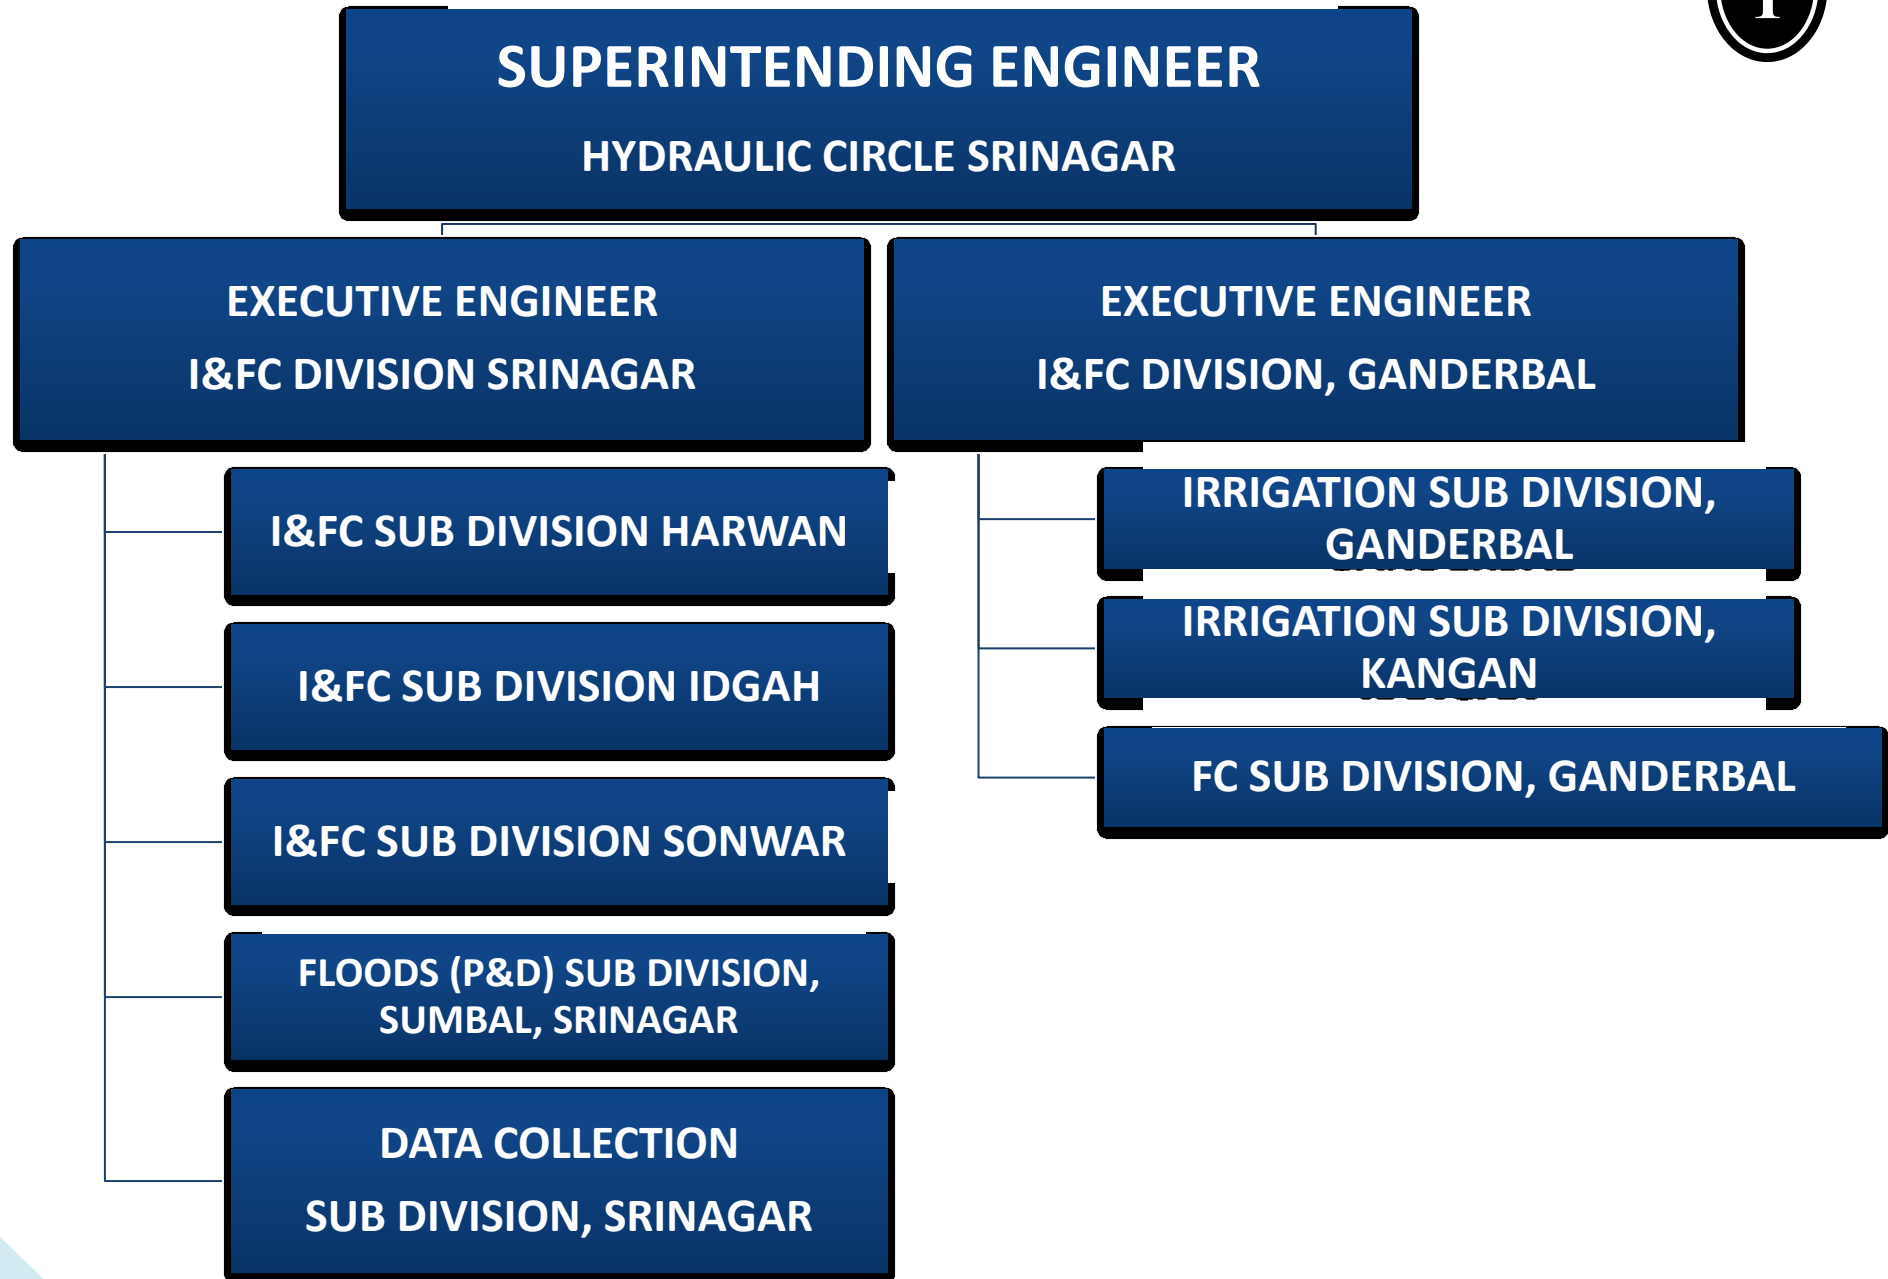 SUPERINTENDING ENGINEER
HYDRAULIC CIRCLE SRINAGAR
EXECUTIVE ENGINEER
I&FC DIVISION SRINAGAR
EXECUTIVE ENGINEER
I&FC DIVISION, GANDERBAL
I&FC SUB DIVISION HARWAN
I&FC SUB DIVISION IDGAH
I&FC SUB DIVISION SONWAR
FLOODS (P&D) SUB DIVISION,
SUMBAL, SRINAGAR
DATA COLLECTION
SUB DIVISION, SRINAGAR
IRRIGATION SUB DIVISION,
GANDERBAL
IRRIGATION SUB DIVISION,
KANGAN
FC SUB DIVISION, GANDERBAL